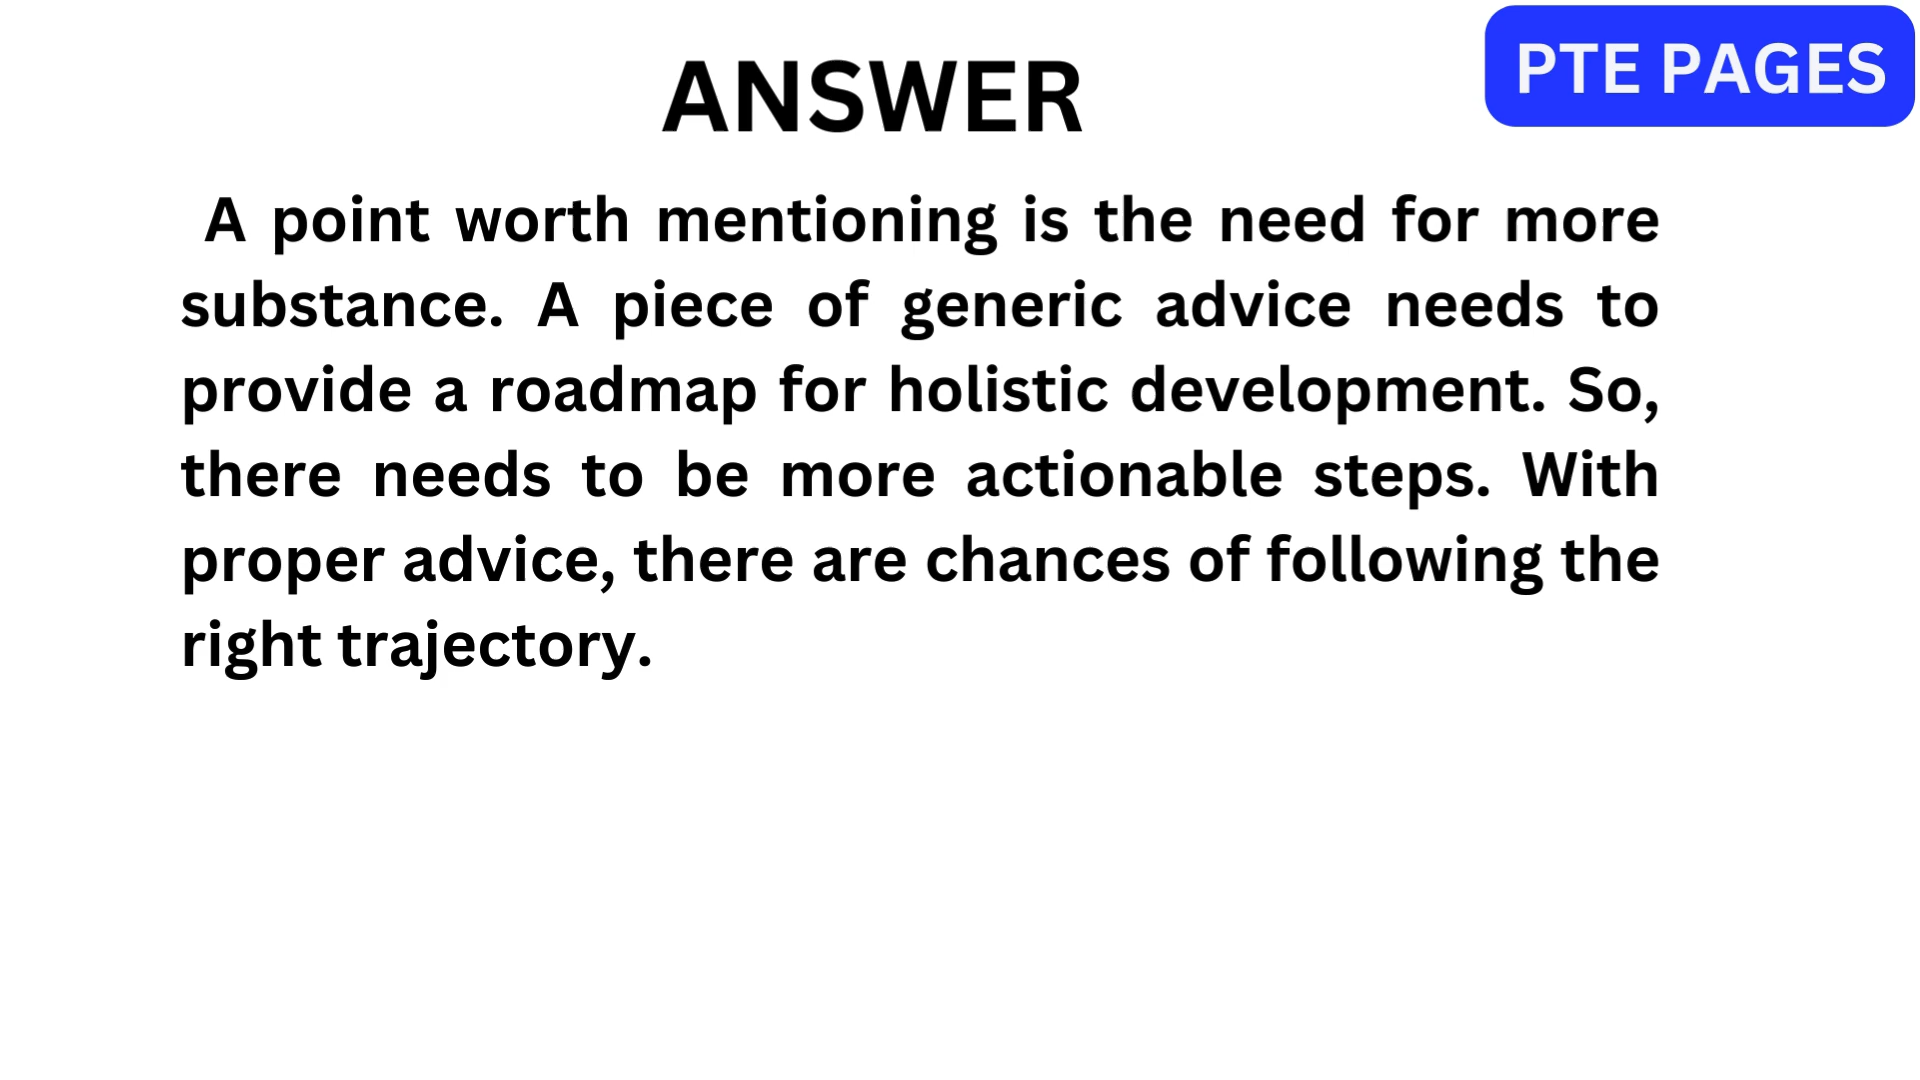 PTE PAGES
ANSWER
A point worth mentioning is the need for more
substance. A piece of generic advice needs to
provide a roadmap for holistic development. So,
there needs to be more actionable steps. With
proper advice, there are chances of following the
right trajectory.